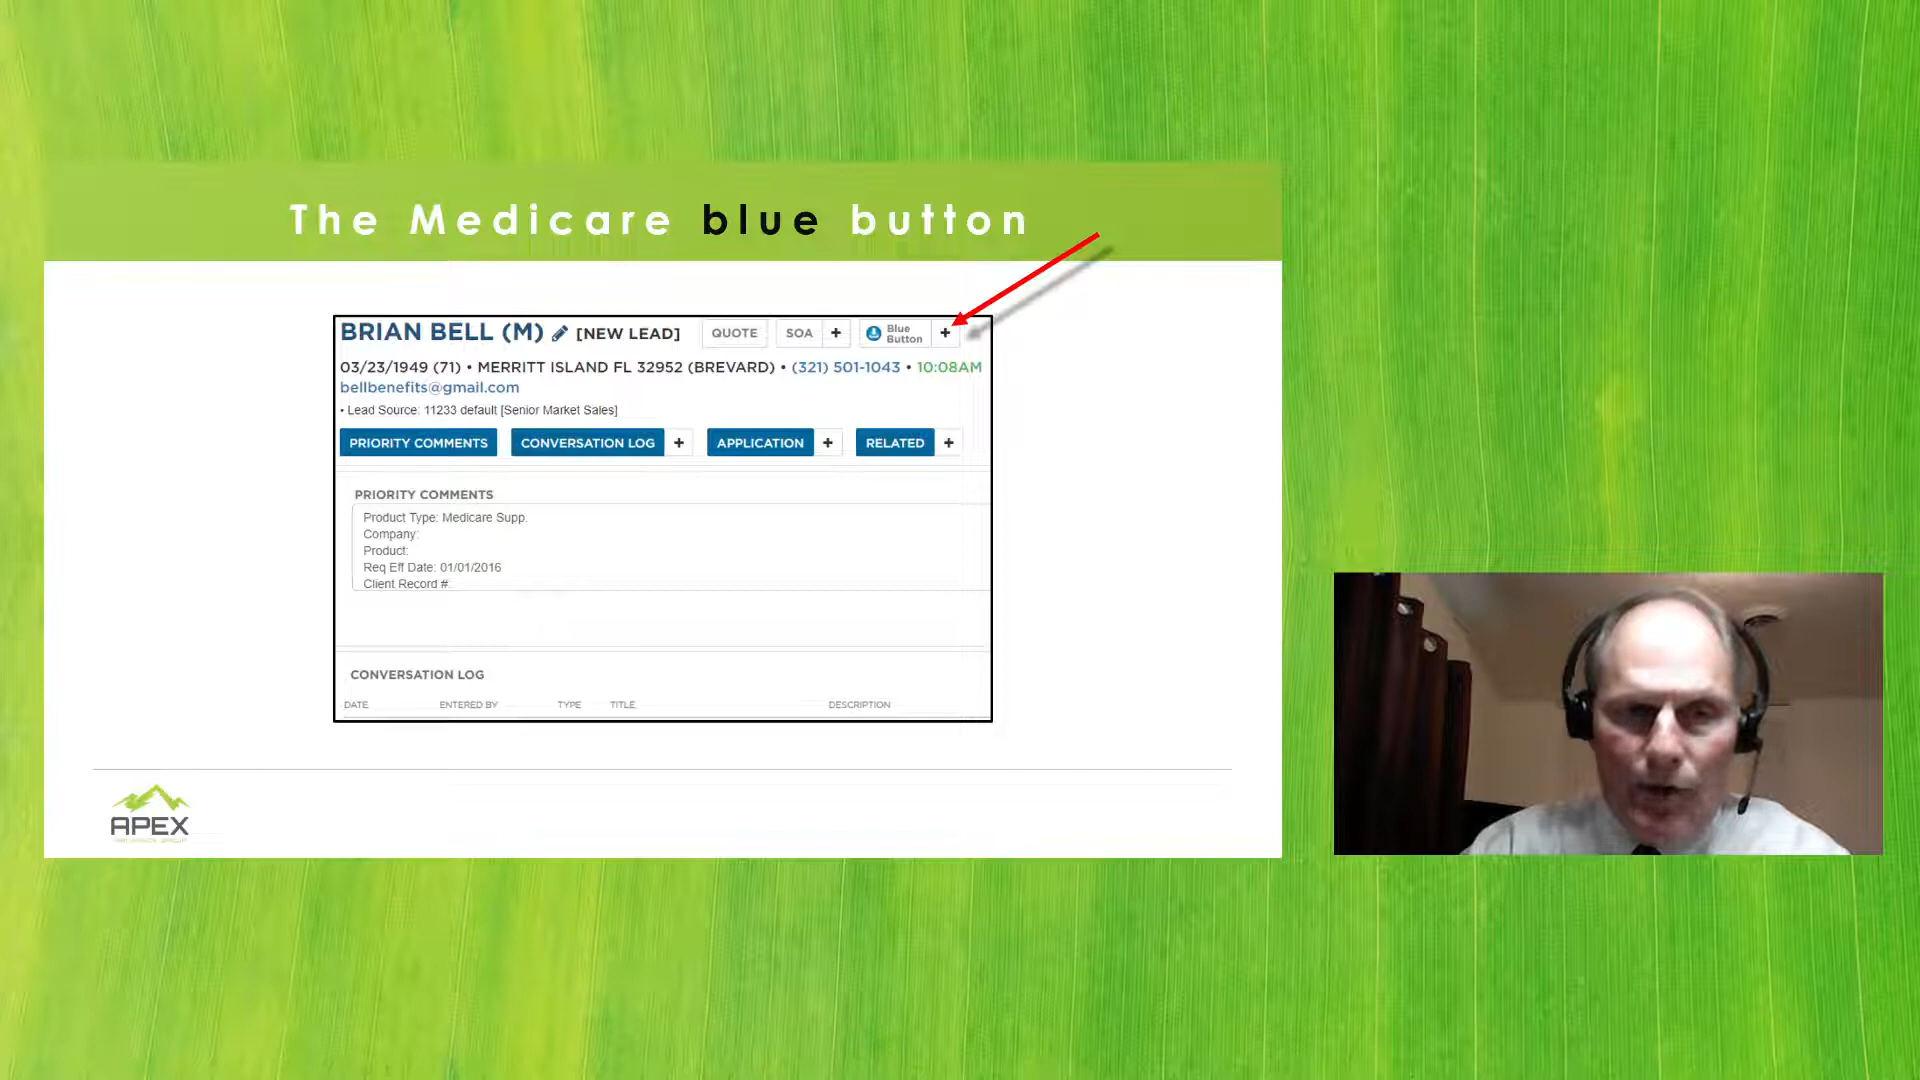 The Medicare blue button
BRIAN BELL (M) [NEW LEAD] QUOTE SOA + Blue Button +
03/23/1949 (71) • MERRITT ISLAND FL 32952 (BREVARD) • (321) 501-1043 • 10:08AM
bellbenefits@gmail.com
• Lead Source: 11233 default [Senior Market Sales]
PRIORITY COMMENTS CONVERSATION LOG + APPLICATION + RELATED +
PRIORITY COMMENTS
Product Type: Medicare Supp.
Company:
Product:
Req Eff Date: 01/01/2016
Client Record #:
CONVERSATION LOG
DATE ENTERED BY TYPE TITLE DESCRIPTION
APEX